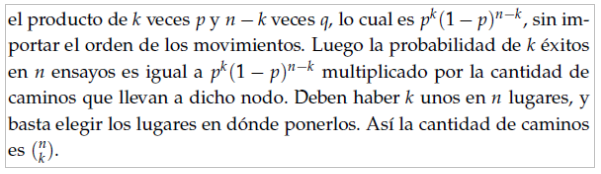 el producto de k veces p y n − k veces q, lo cual es p^k(1 − p)^{n−k}, sin im-
portar el orden de los movimientos. Luego la probabilidad de k éxitos
en n ensayos es igual a p^k(1 − p)^{n−k} multiplicado por la cantidad de
caminos que llevan a dicho nodo. Deben haber k unos en n lugares, y
basta elegir los lugares en dónde ponerlos. Así la cantidad de caminos
es \binom{n}{k}.